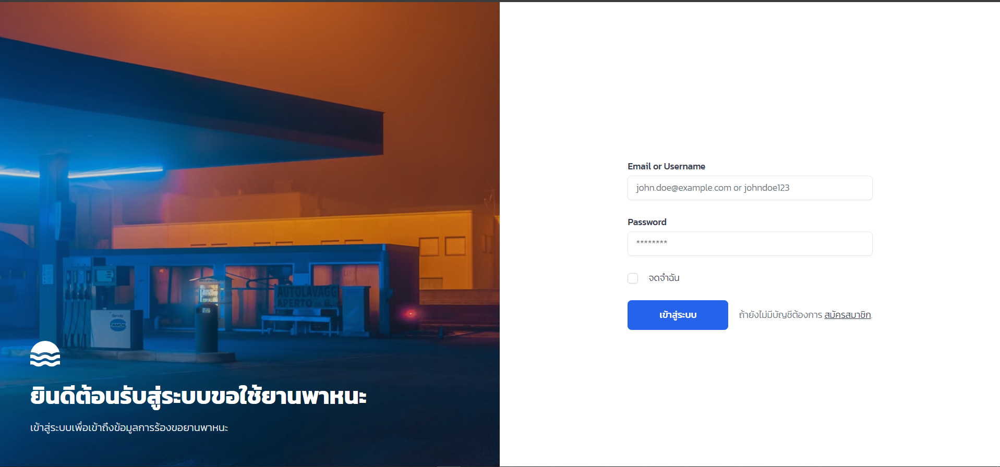 AUTOLAVAGGI
APERTO
Servito
TAMOIL
ยินดีต้อนรับสู่ระบบขอใช้ยานพาหนะ
เข้าสู่ระบบเพื่อเข้าถึงข้อมูลการร้องขอยานพาหนะ
Email or Username
john.doe@example.com or johndoe123
Password
********
จดจำฉัน
เข้าสู่ระบบ
ถ้ายังไม่มีบัญชีต้องการ สมัครสมาชิก.